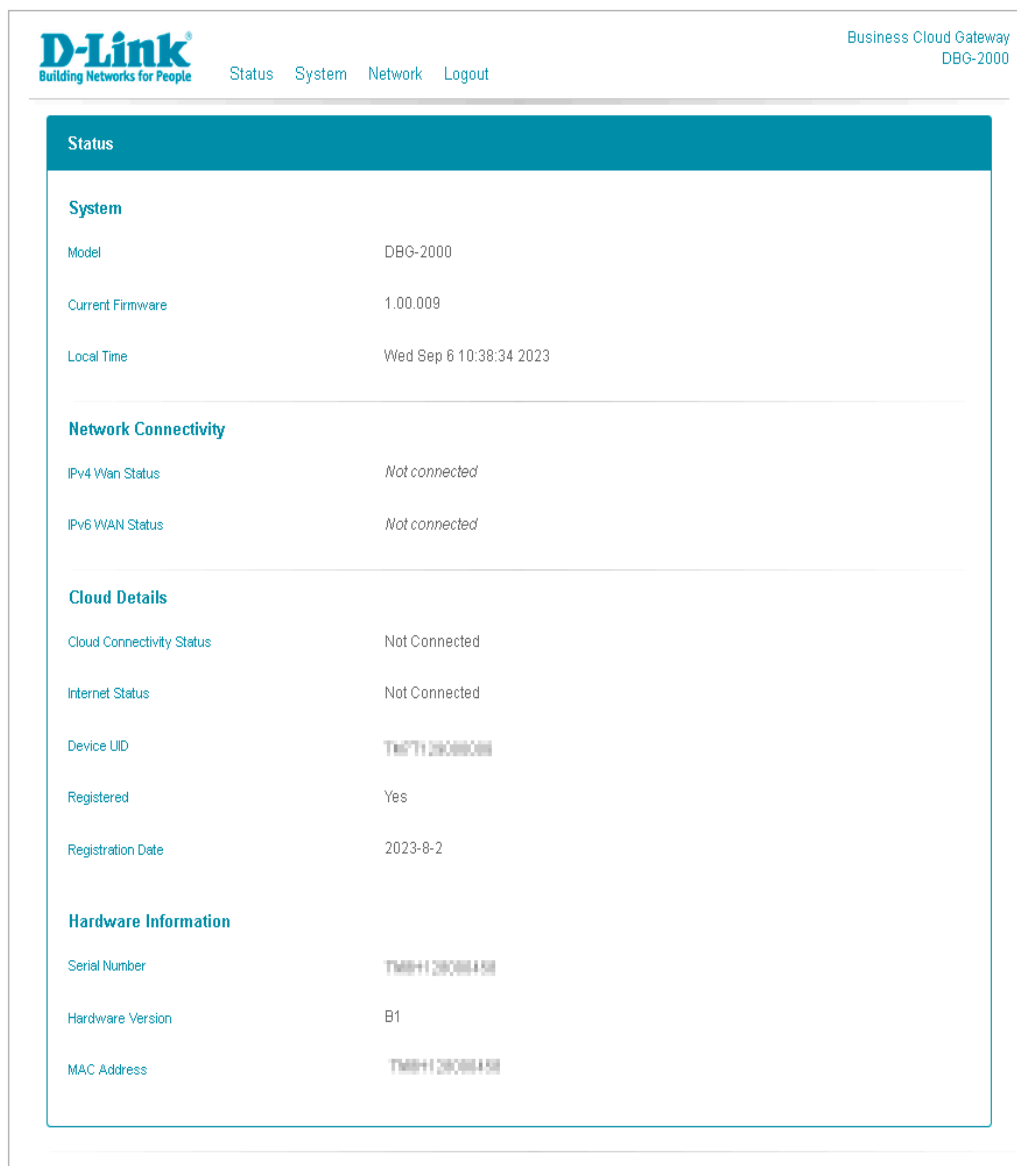 D-Link®
Building Networks for People
Status System Network Logout
Business Cloud Gateway
DBG-2000
Status
System
Model DBG-2000
Current Firmware 1.00.009
Local Time Wed Sep 6 10:38:34 2023
Network Connectivity
IPv4 Wan Status Not connected
IPv6 WAN Status Not connected
Cloud Details
Cloud Connectivity Status Not Connected
Internet Status Not Connected
Device UID
Registered Yes
Registration Date 2023-8-2
Hardware Information
Serial Number
Hardware Version B1
MAC Address